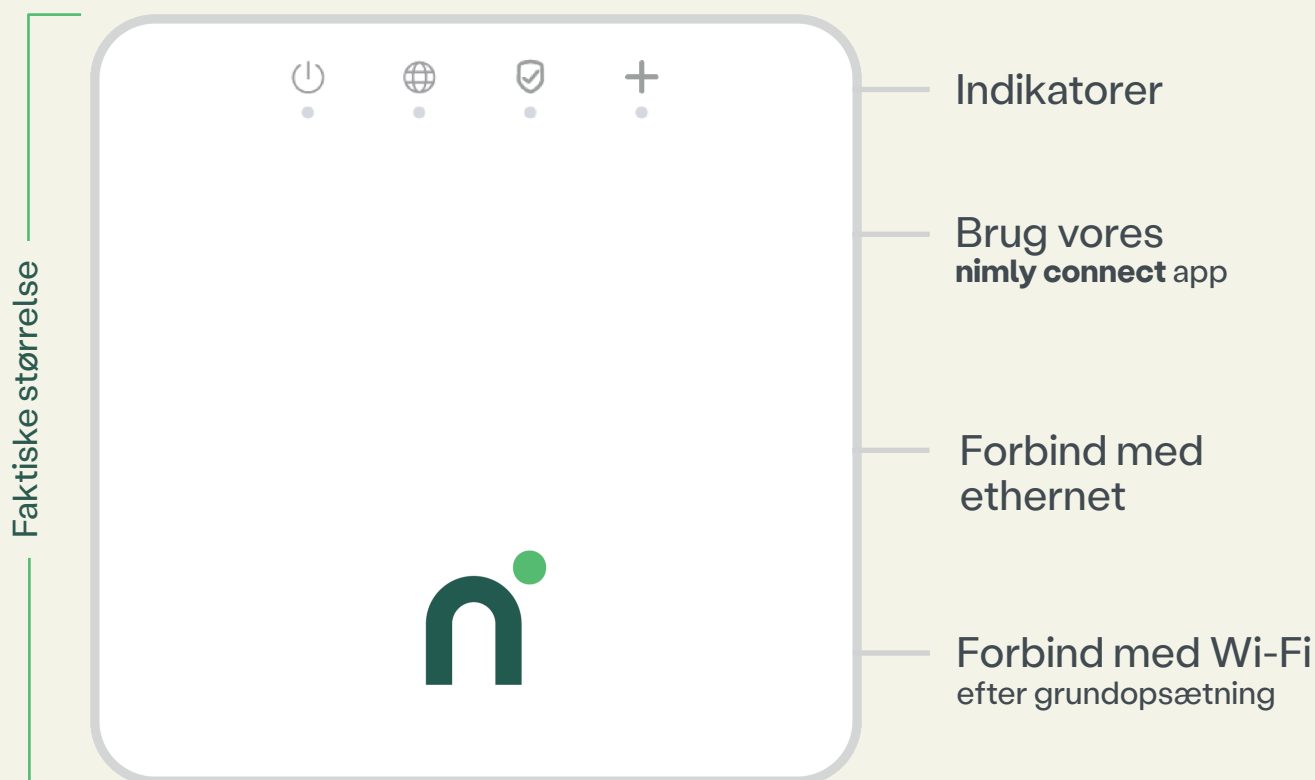 Faktiske størrelse
Indikatorer
Brug vores
nimly connect app
Forbind med
ethernet
Forbind med Wi-Fi
efter grundopsætning